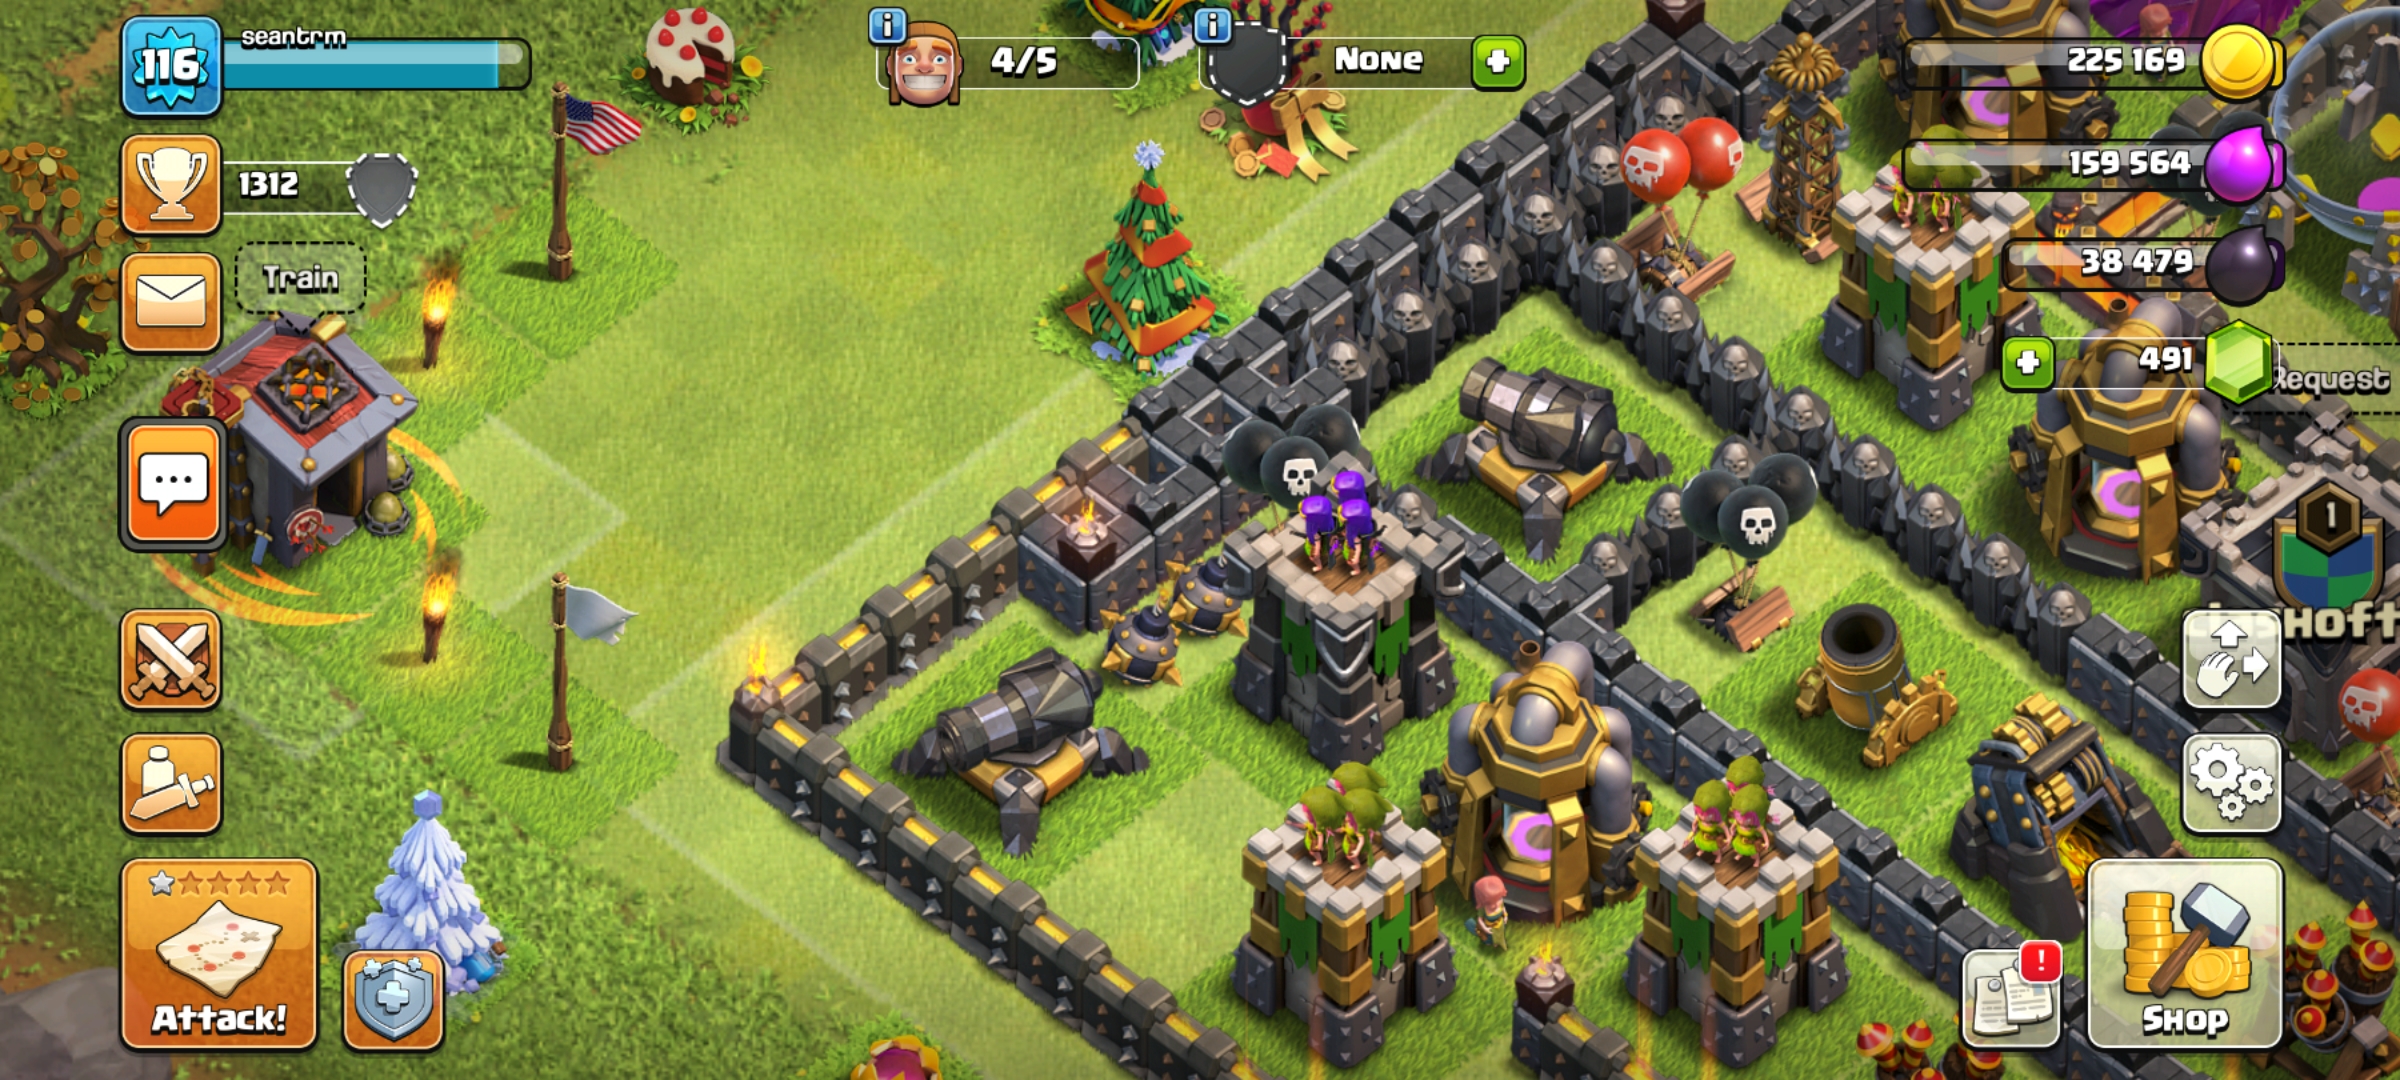 116
seantrm
4/5
None
225 169
1312
159 564
Train
38 479
491
Request
1
Attack!
Shop